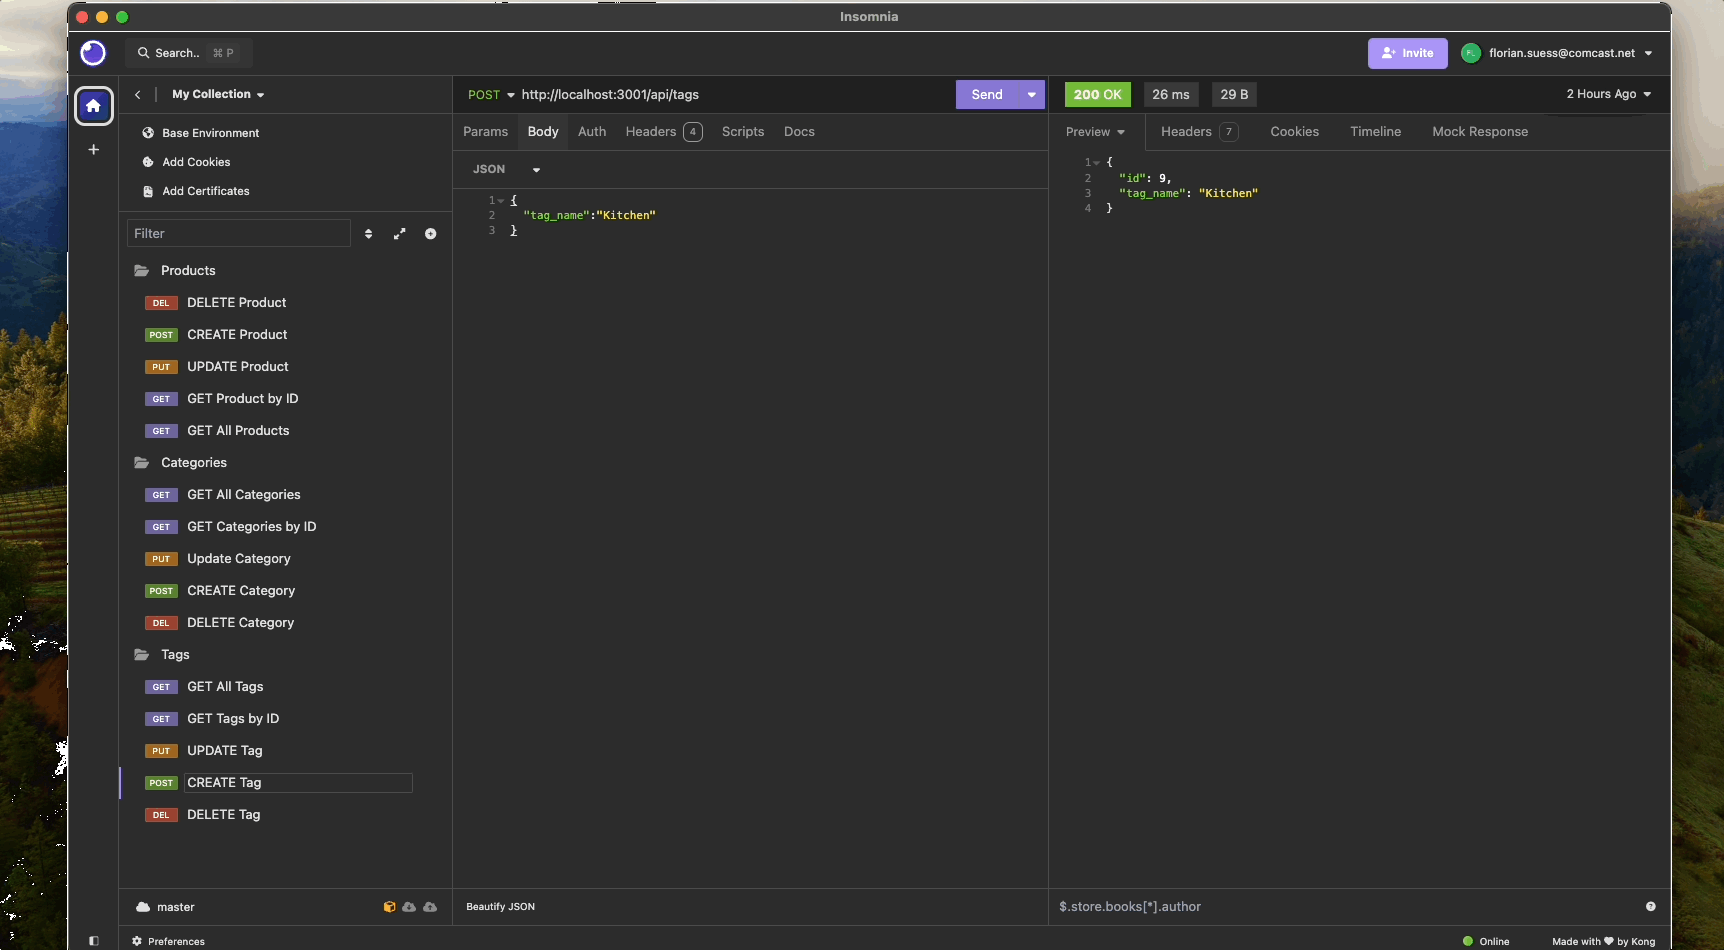 Insomnia
Search.. ⌘ P
Invite
florian.suess@comcast.net
My Collection
POST http://localhost:3001/api/tags
Send
200 OK
26 ms
29 B
2 Hours Ago
Base Environment
Add Cookies
Add Certificates
Params Body Auth Headers 4 Scripts Docs
Preview Headers 7 Cookies Timeline Mock Response
JSON
1 {
2 "tag_name":"Kitchen"
3 }
1 {
2 "id": 9,
3 "tag_name": "Kitchen"
4 }
Filter
Products
DEL DELETE Product
POST CREATE Product
PUT UPDATE Product
GET GET Product by ID
GET GET All Products
Categories
GET GET All Categories
GET GET Categories by ID
PUT Update Category
POST CREATE Category
DEL DELETE Category
Tags
GET GET All Tags
GET GET Tags by ID
PUT UPDATE Tag
POST CREATE Tag
DEL DELETE Tag
master
Beautify JSON
$.store.books[*].author
Preferences
Online
Made with ♥ by Kong